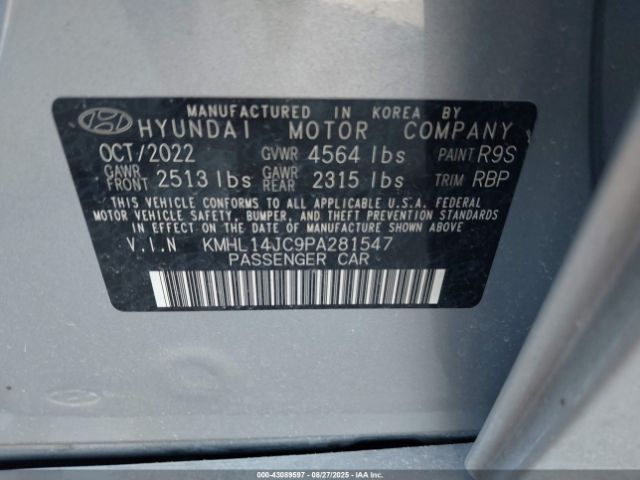 MANUFACTURED IN KOREA BY
HYUNDAI MOTOR COMPANY
OCT/2022 GVWR 4564 lbs PAINT R9S
GAWR FRONT 2513 lbs GAWR REAR 2315 lbs TRIM RBP
THIS VEHICLE CONFORMS TO ALL APPLICABLE U.S.A. FEDERAL
MOTOR VEHICLE SAFETY, BUMPER, AND THEFT PREVENTION
STANDARDS IN EFFECT ON THE DATE OF MANUFACTURE SHOWN ABOVE.
V.I.N KMHL14JC9PA281547
PASSENGER CAR
000-43089597 - 08/27/2025 - COPYRIGHT IAA, LLC.